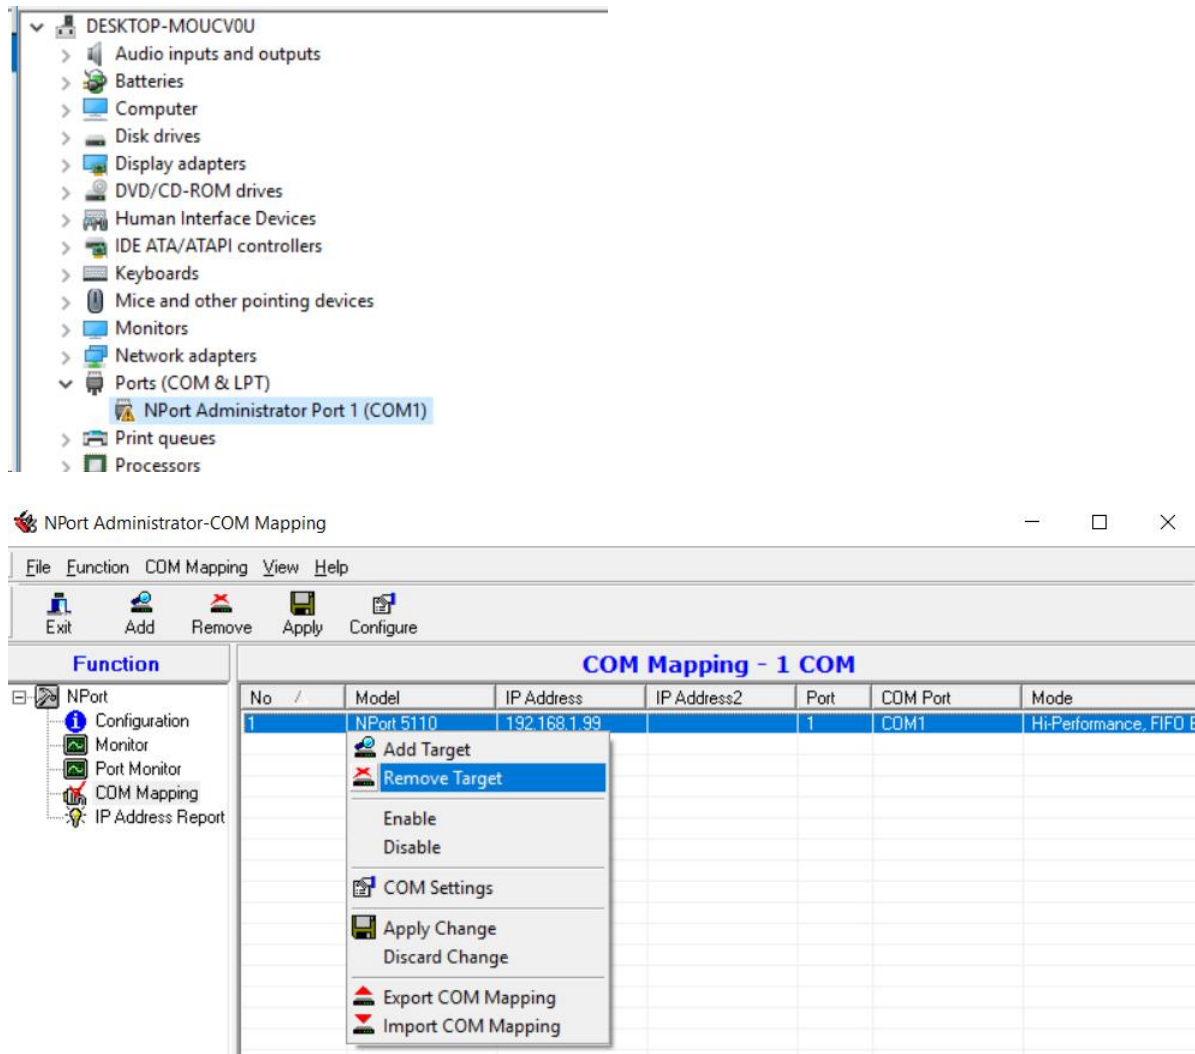 DESKTOP-MOUCV0U
Audio inputs and outputs
Batteries
Computer
Disk drives
Display adapters
DVD/CD-ROM drives
Human Interface Devices
IDE ATA/ATAPI controllers
Keyboards
Mice and other pointing devices
Monitors
Network adapters
Ports (COM & LPT)
NPort Administrator Port 1 (COM1)
Print queues
Processors
NPort Administrator-COM Mapping
File Function COM Mapping View Help
Exit Add Remove Apply Configure
Function
COM Mapping - 1 COM
NPort
Configuration
Monitor
Port Monitor
COM Mapping
IP Address Report
No / Model IP Address IP Address2 Port COM Port Mode
1 NPort 5110 192.168.1.99 1 COM1 Hi-Performance, FIFO E
Add Target
Remove Target
Enable
Disable
COM Settings
Apply Change
Discard Change
Export COM Mapping
Import COM Mapping